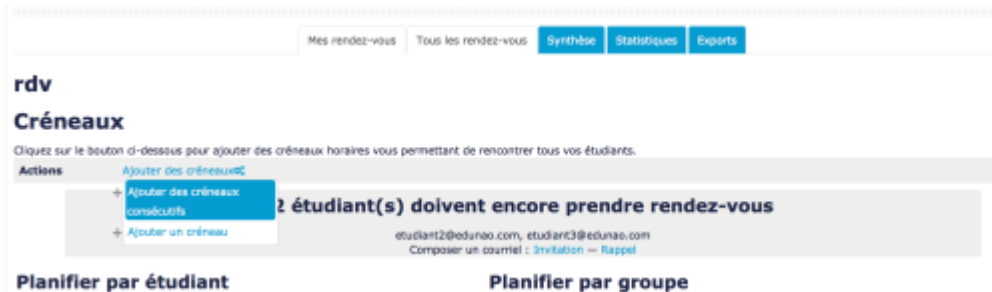 Mes rendez-vous Tous les rendez-vous Synthèse Statistiques Exports
rdv
Créneaux
Cliquez sur le bouton ci-dessous pour ajouter des créneaux horaires vous permettant de rencontrer tous vos étudiants.
Actions Ajouter des créneaux
Ajouter des créneaux
consécutifs
2 étudiant(s) doivent encore prendre rendez-vous
Ajouter un créneau
etudiant2@edunao.com, etudiant3@edunao.com
Composer un courriel : Invitation — Rappel
Planifier par étudiant Planifier par groupe